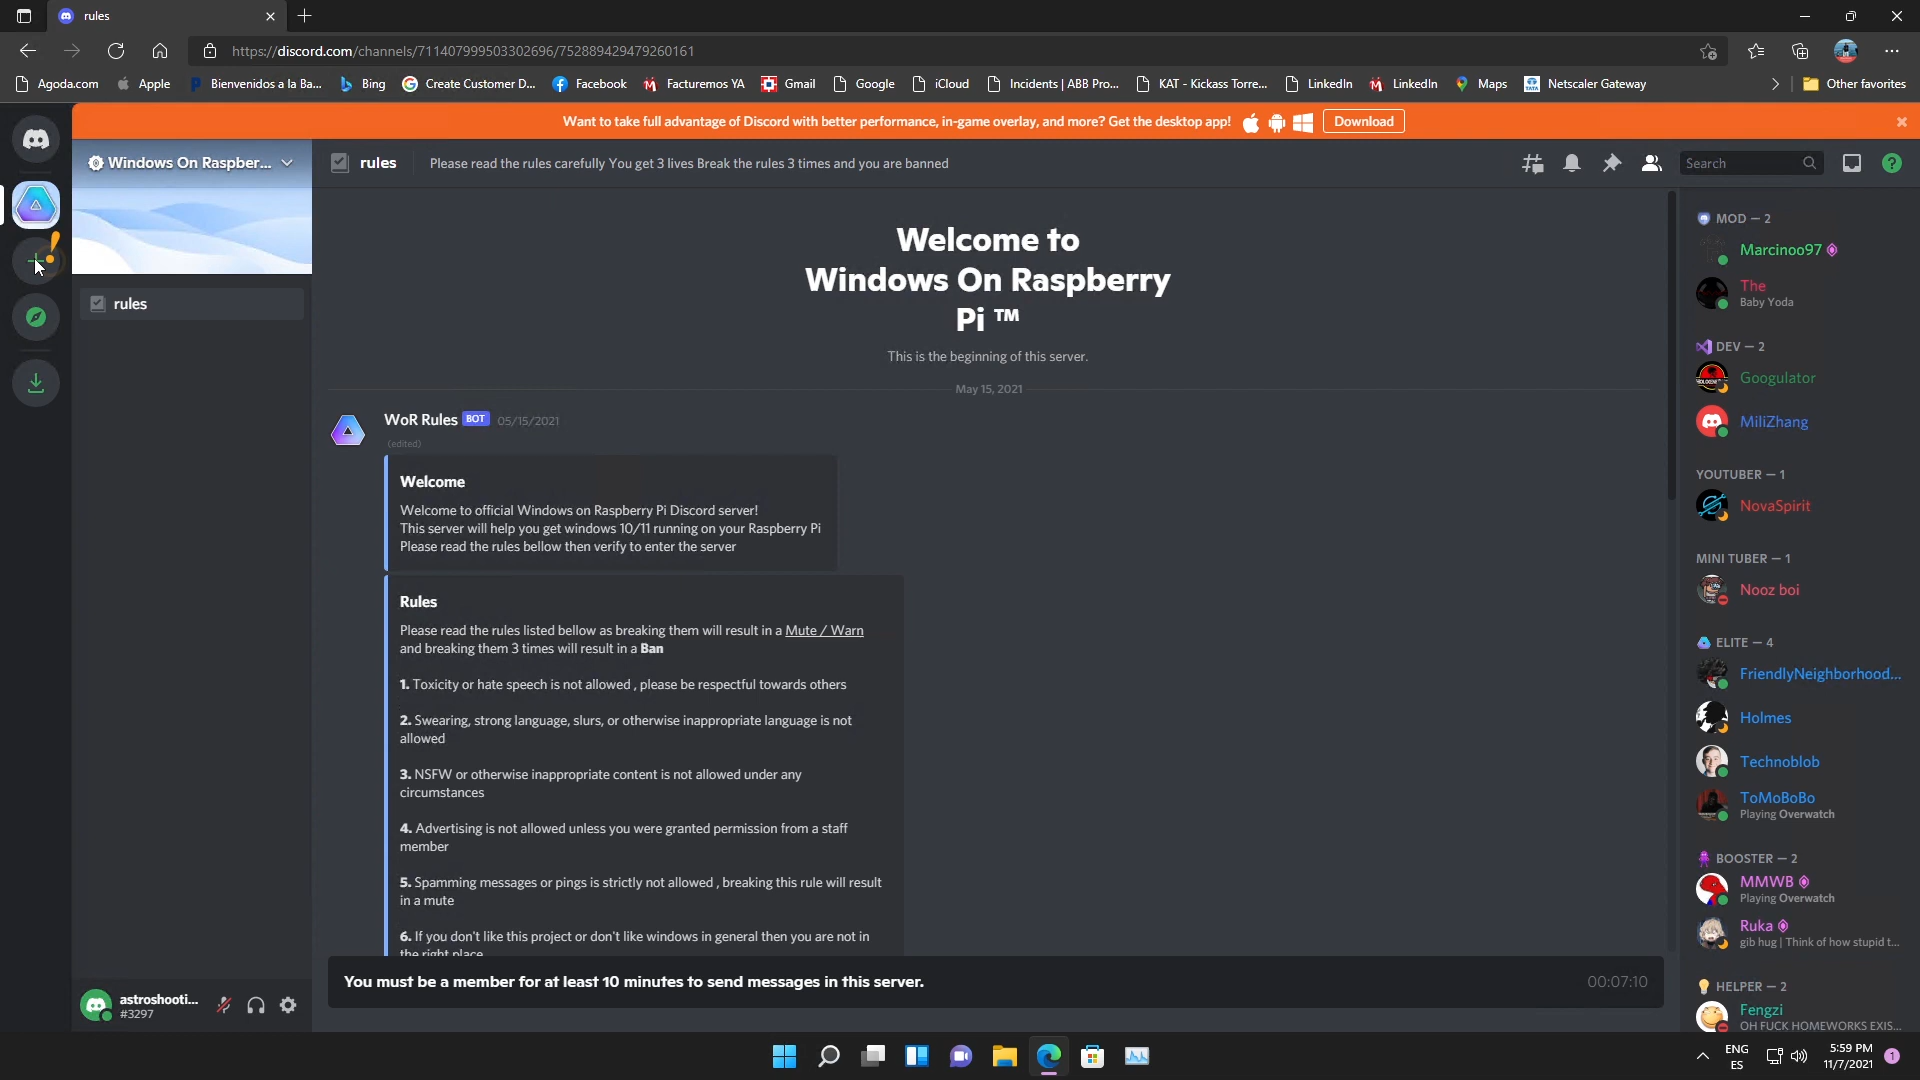 rules
https://discord.com/channels/711407999503302696/752889429479260161
Agoda.com
Apple
Bienvenidos a la Ba...
Bing
Create Customer D...
Facebook
Facturemos YA
Gmail
Google
iCloud
Incidents | ABB Pro...
KAT - Kickass Torre...
LinkedIn
LinkedIn
Maps
Netscaler Gateway
Other favorites
Want to take full advantage of Discord with better performance, in-game overlay, and more? Get the desktop app!
Download
Windows On Raspber...
rules
Please read the rules carefully You get 3 lives Break the rules 3 times and you are banned
Search
rules
Welcome to
Windows On Raspberry
Pi ™
This is the beginning of this server.
May 15, 2021
WoR Rules BOT 05/15/2021
(edited)
Welcome
Welcome to official Windows on Raspberry Pi Discord server!
This server will help you get windows 10/11 running on your Raspberry Pi
Please read the rules bellow then verify to enter the server
Rules
Please read the rules listed bellow as breaking them will result in a Mute / Warn
and breaking them 3 times will result in a Ban
1. Toxicity or hate speech is not allowed , please be respectful towards others
2. Swearing, strong language, slurs, or otherwise inappropriate language is not
allowed
3. NSFW or otherwise inappropriate content is not allowed under any
circumstances
4. Advertising is not allowed unless you were granted permission from a staff
member
5. Spamming messages or pings is strictly not allowed , breaking this rule will result
in a mute
6. If you don't like this project or don't like windows in general then you are not in
the right place
You must be a member for at least 10 minutes to send messages in this server.
00:07:10
MOD — 2
Marcinoo97
The
Baby Yoda
DEV — 2
Googulator
MiliZhang
YOUTUBER — 1
NovaSpirit
MINI TUBER — 1
Nooz boi
ELITE — 4
FriendlyNeighborhood...
Holmes
Technoblob
ToMoBoBo
Playing Overwatch
BOOSTER — 2
MMWB
Playing Overwatch
Ruka
gib hug | Think of how stupid t...
HELPER — 2
Fengzi
OH FUCK HOMEWORKS EXIS...
astroshooti...
#3297
ENG
ES
5:59 PM
11/7/2021
1